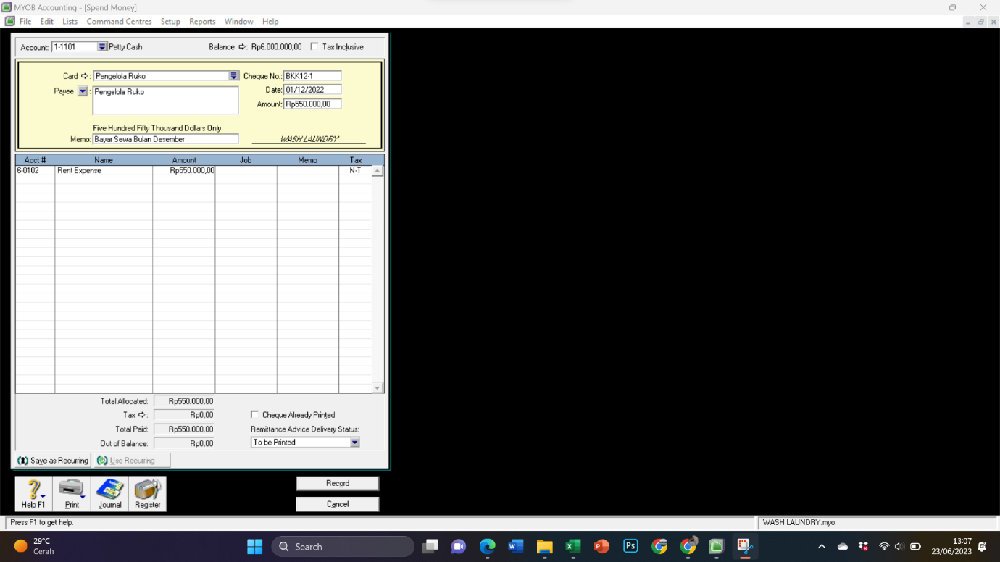 MYOB Accounting - [Spend Money]
File Edit Lists Command Centres Setup Reports Window Help
Account: 1-1101 Petty Cash Balance ⇨: Rp6.000.000,00 Tax Inclusive
Card ⇨: Pengelola Ruko Cheque No.: BKK12-1
Payee : Pengelola Ruko Date: 01/12/2022
Amount: Rp550.000,00
Five Hundred Fifty Thousand Dollars Only
Memo: Bayar Sewa Bulan Desember WASH LAUNDRY'
Acct # Name Amount Job Memo Tax
6-0102 Rent Expense Rp550.000,00 N-T
Total Allocated: Rp550.000,00
Tax ⇨: Rp0,00 Cheque Already Printed
Total Paid: Rp550.000,00 Remittance Advice Delivery Status:
Out of Balance: Rp0,00 To be Printed
Save as Recurring Use Recurring
Help F1 Print Journal Register
Record
Cancel
Press F1 to get help. WASH LAUNDRY.myo
29°C
Cerah
Search
W X P Ps
13:07
23/06/2023